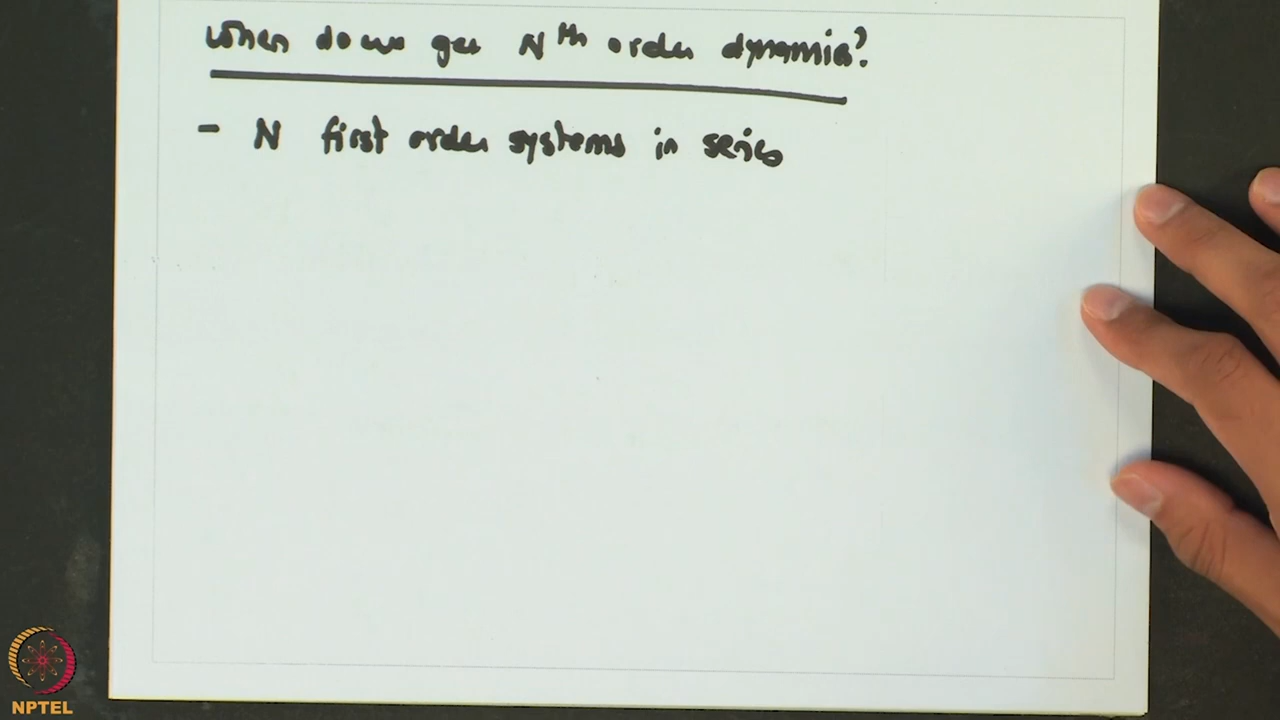 When do we get Nth order dynamics?
- N first order systems in series
NPTEL